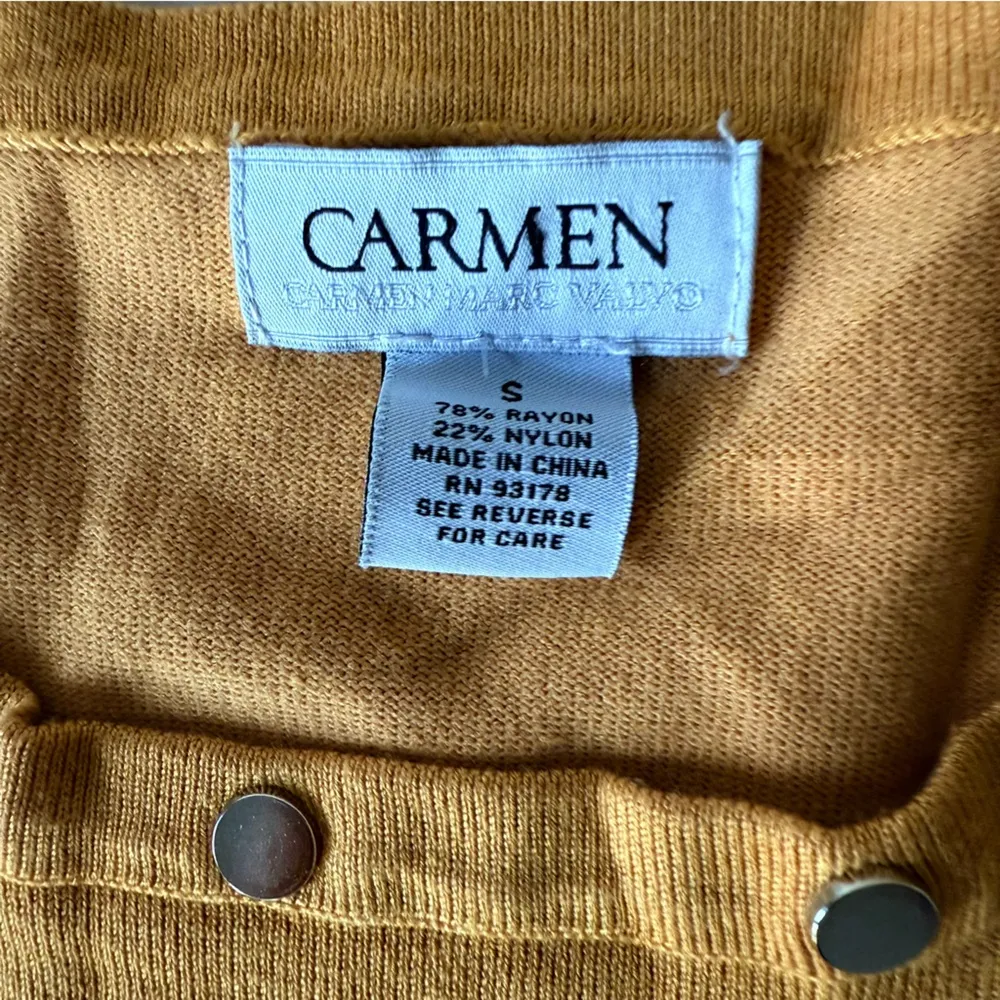 CARMEN
CARMEN MARC VALVO
S
78% RAYON
22% NYLON
MADE IN CHINA
RN 93178
SEE REVERSE
FOR CARE